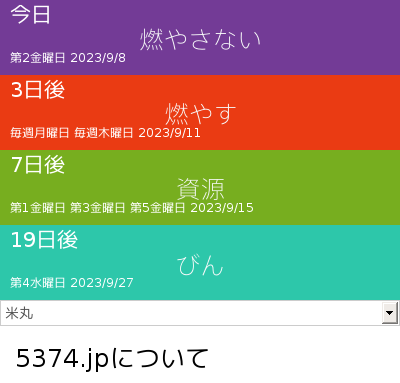 今日
燃やさない
第2金曜日 2023/9/8
3日後
燃やす
毎週月曜日 毎週木曜日 2023/9/11
7日後
資源
第1金曜日 第3金曜日 第5金曜日 2023/9/15
19日後
びん
第4水曜日 2023/9/27
米丸
5374.jpについて